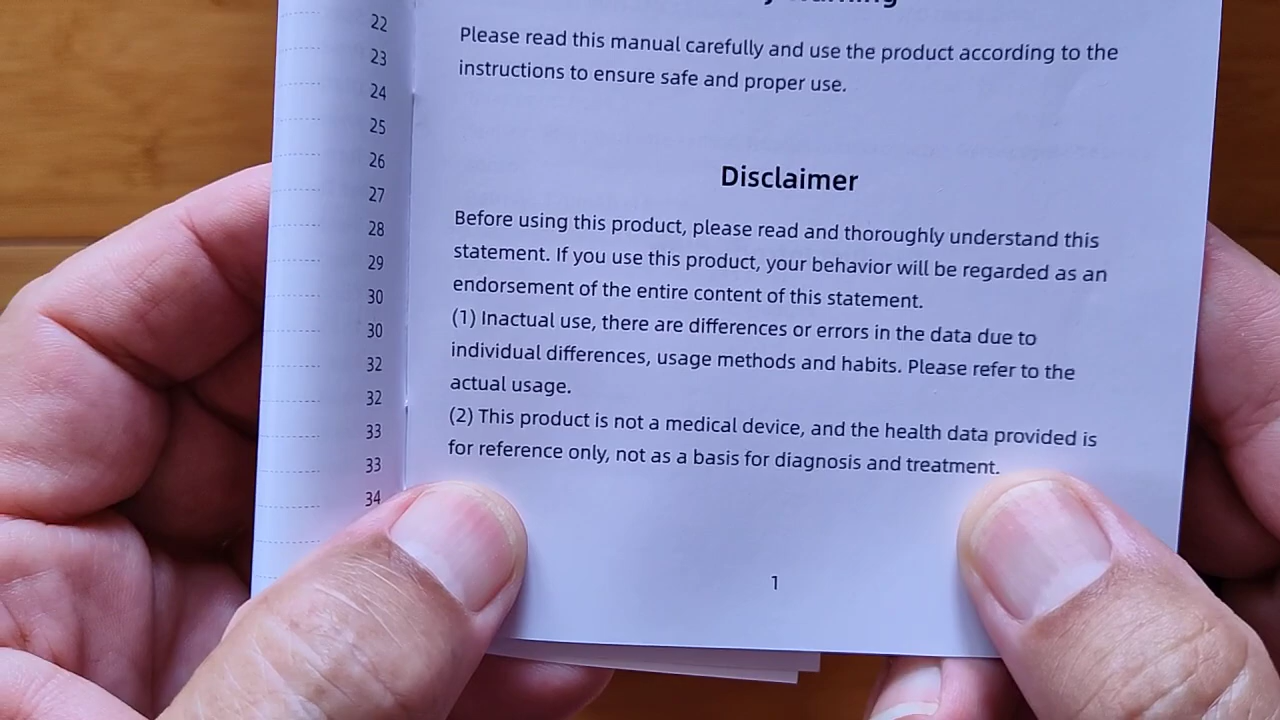 22
23
24
25
26
27
28
29
30
30
32
32
33
33
34
Please read this manual carefully and use the product according to the
instructions to ensure safe and proper use.
Disclaimer
Before using this product, please read and thoroughly understand this
statement. If you use this product, your behavior will be regarded as an
endorsement of the entire content of this statement.
(1) Inactual use, there are differences or errors in the data due to
individual differences, usage methods and habits. Please refer to the
actual usage.
(2) This product is not a medical device, and the health data provided is
for reference only, not as a basis for diagnosis and treatment.
1